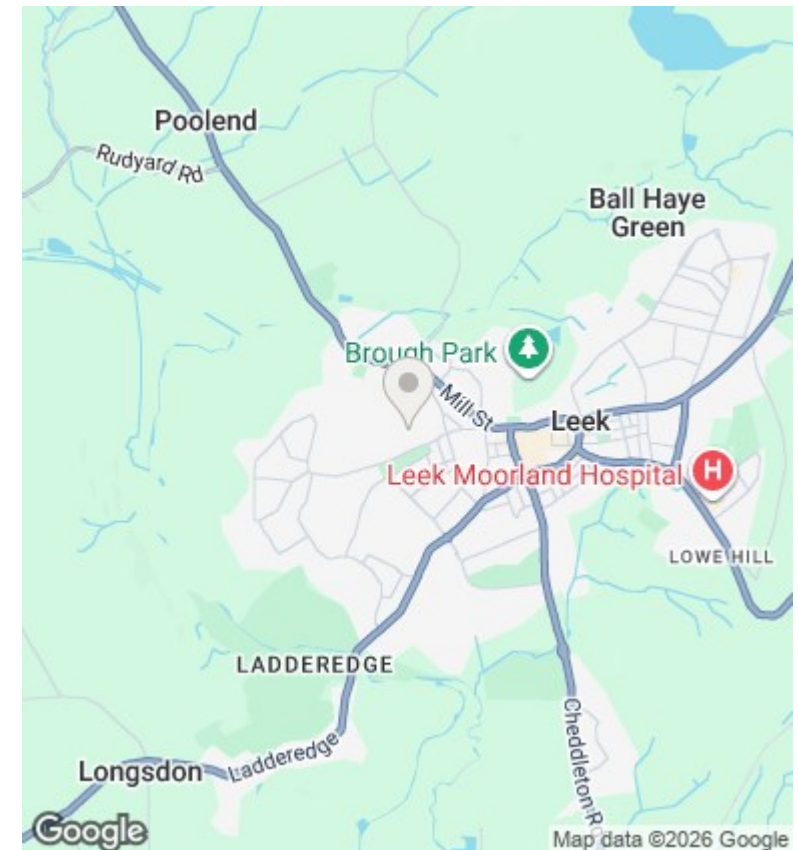 Poolend
Rudyard Rd
Ball Haye
Green
Brough Park
Mill St
Leek
Leek Moorland Hospital
H
LOWE HILL
LADDEREDGE
Cheddleton Rd
Longsdon
Ladderedge
Google
Map data ©2026 Google